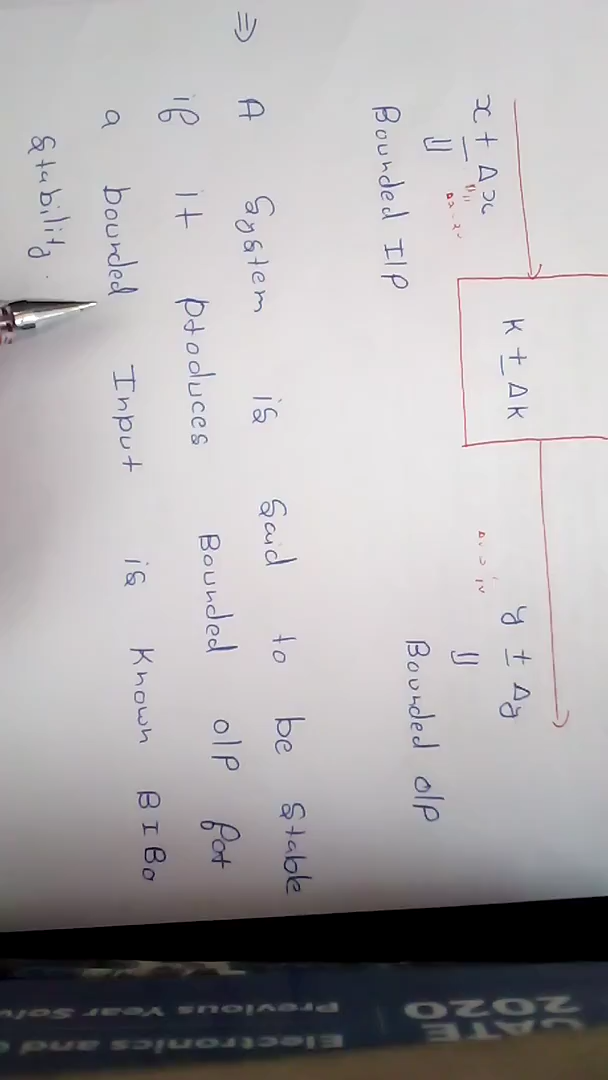 x ± Δx
K ± ΔK
y ± Δy
Bounded I/P
Bounded O/P
⇒ A System is Said to be Stable
if it produces Bounded O/P for
a bounded Input is Known BIBO
Stability.
GATE
2020
Previous Year Solv
Electronics and